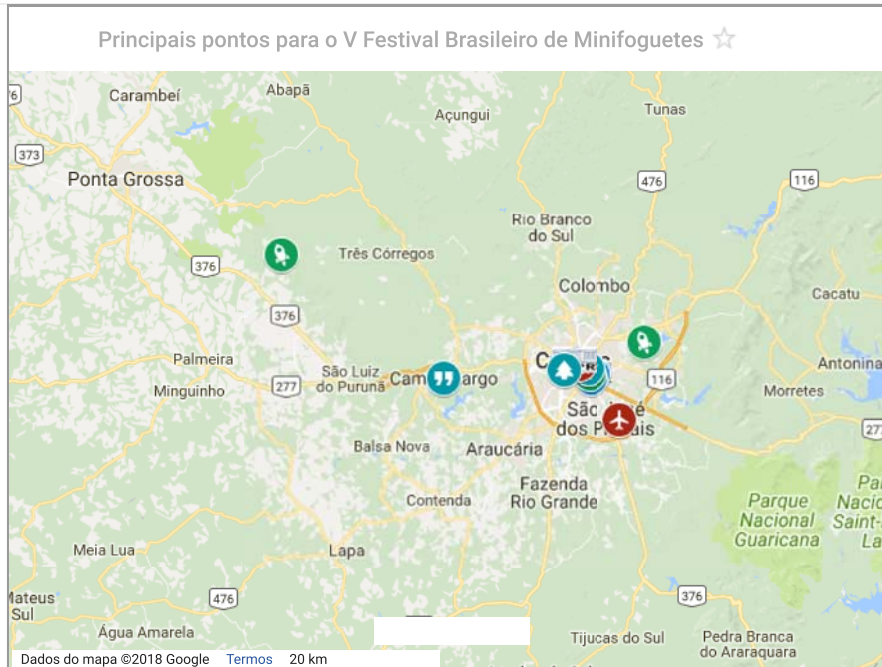 Principais pontos para o V Festival Brasileiro de Minifoguetes
Carambeí
Abapã
Açungui
Tunas
373
Ponta Grossa
476
116
Rio Branco
do Sul
376
Três Córregos
Colombo
Cacatu
376
Palmeira
Minguinho
277
São Luiz
do Purunã
116
Antonina
Morretes
Balsa Nova
Araucária
dos
Contenda
Fazenda
Rio Grande
Parque
Nacional
Guaricana
Meia Lua
Lapa
476
376
Mateus
Sul
Água Amarela
Tijucas do Sul
Pedra Branca
do Araraquara
Dados do mapa ©2018 Google Termos 20 km